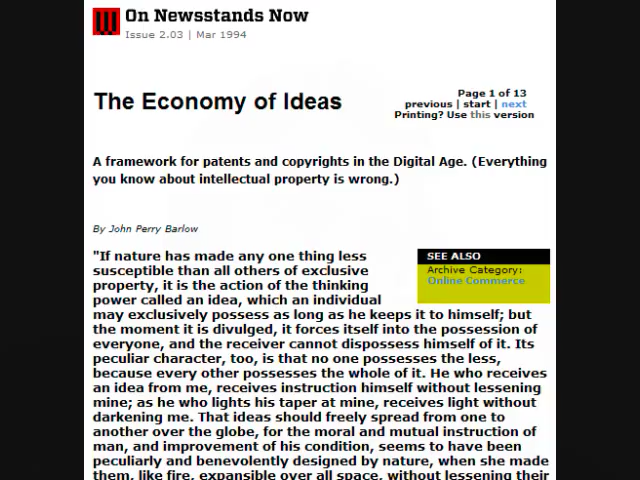 On Newsstands Now
Issue 2.03 | Mar 1994
The Economy of Ideas
Page 1 of 13
previous | start | next
Printing? Use this version
A framework for patents and copyrights in the Digital Age. (Everything
you know about intellectual property is wrong.)
By John Perry Barlow
SEE ALSO
Archive Category:
Online Commerce
"If nature has made any one thing less
susceptible than all others of exclusive
property, it is the action of the thinking
power called an idea, which an individual
may exclusively possess as long as he keeps it to himself; but
the moment it is divulged, it forces itself into the possession of
everyone, and the receiver cannot dispossess himself of it. Its
peculiar character, too, is that no one possesses the less,
because every other possesses the whole of it. He who receives
an idea from me, receives instruction himself without lessening
mine; as he who lights his taper at mine, receives light without
darkening me. That ideas should freely spread from one to
another over the globe, for the moral and mutual instruction of
man, and improvement of his condition, seems to have been
peculiarly and benevolently designed by nature, when she made
them, like fire, expansible over all space, without lessening their